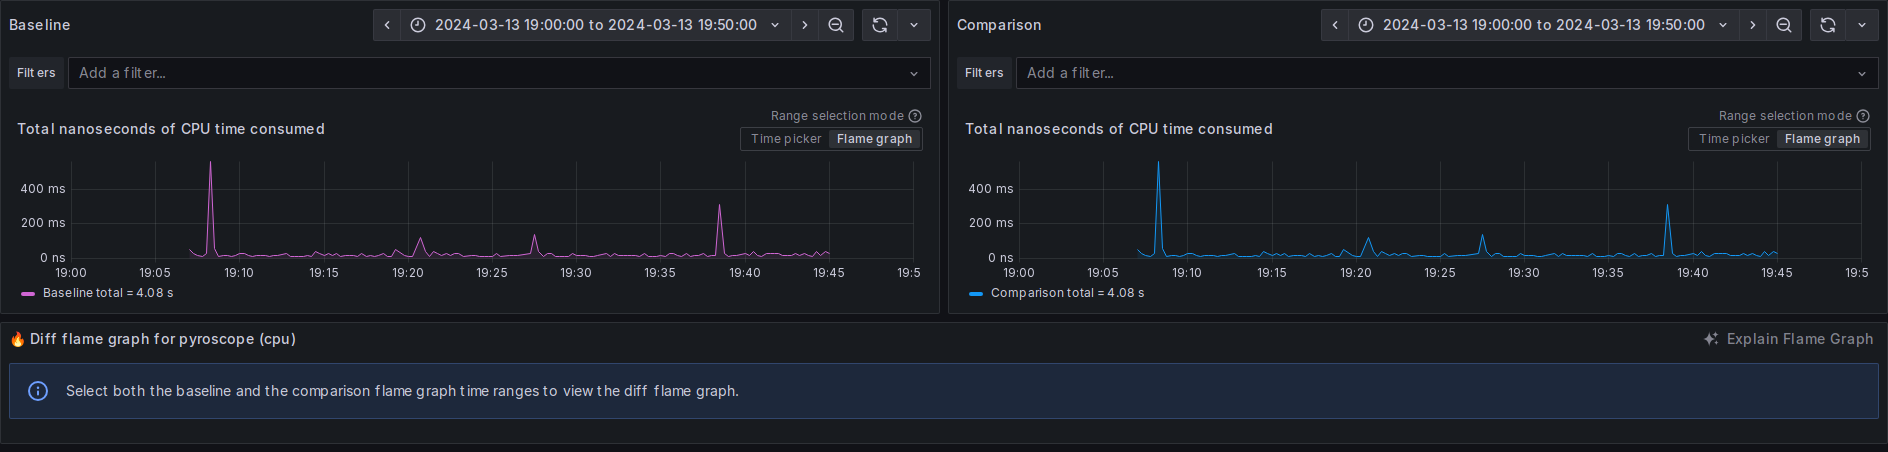 Baseline
2024-03-13 19:00:00 to 2024-03-13 19:50:00
Filters
Add a filter...
Range selection mode
Total nanoseconds of CPU time consumed
Time picker Flame graph
400 ms
200 ms
0 ns
19:00 19:05 19:10 19:15 19:20 19:25 19:30 19:35 19:40 19:45 19:5
Baseline total = 4.08 s
Comparison
2024-03-13 19:00:00 to 2024-03-13 19:50:00
Filters
Add a filter...
Range selection mode
Total nanoseconds of CPU time consumed
Time picker Flame graph
400 ms
200 ms
0 ns
19:00 19:05 19:10 19:15 19:20 19:25 19:30 19:35 19:40 19:45 19:5
Comparison total = 4.08 s
🔥 Diff flame graph for pyroscope (cpu)
Explain Flame Graph
Select both the baseline and the comparison flame graph time ranges to view the diff flame graph.